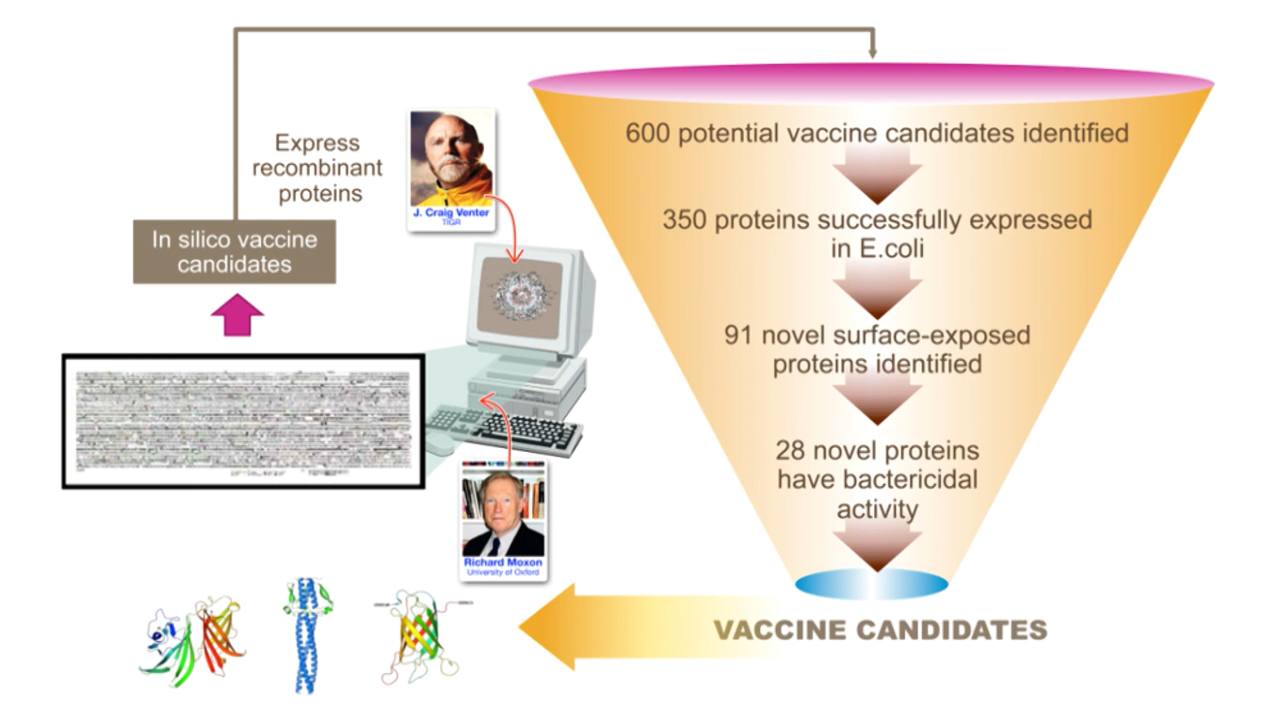 Express
recombinant
proteins
J. Craig Venter
TIGR
In silico vaccine
candidates
Richard Moxon
University of Oxford
600 potential vaccine candidates identified
350 proteins successfully expressed
in E.coli
91 novel surface-exposed
proteins identified
28 novel proteins
have bactericidal
activity
VACCINE CANDIDATES